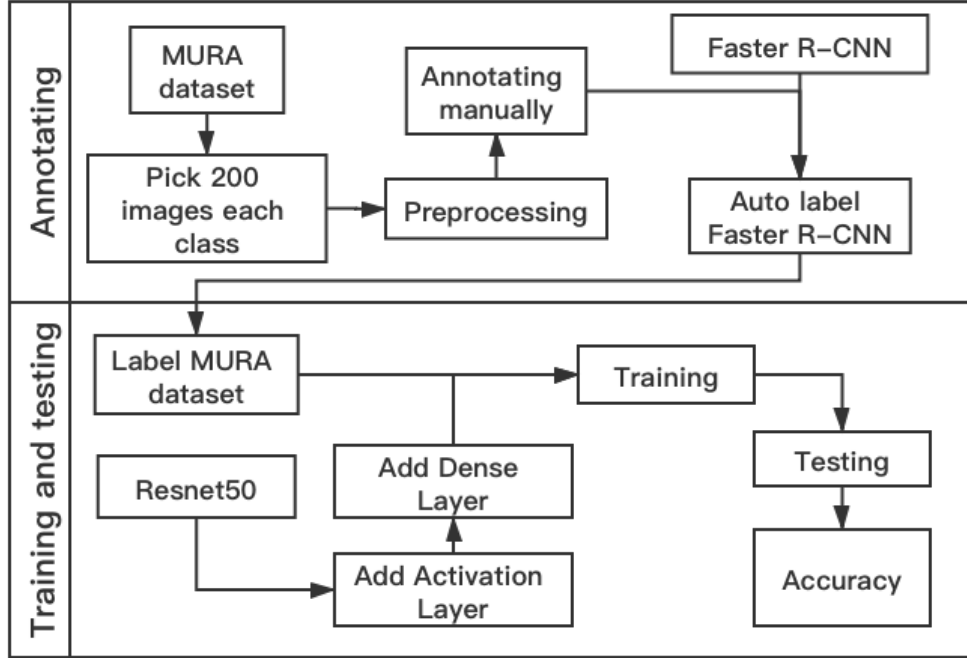 Annotating
MURA
dataset
Pick 200
images each
class
Preprocessing
Annotating
manually
Faster R-CNN
Auto label
Faster R-CNN
Training and testing
Label MURA
dataset
Resnet50
Add Activation
Layer
Add Dense
Layer
Training
Testing
Accuracy